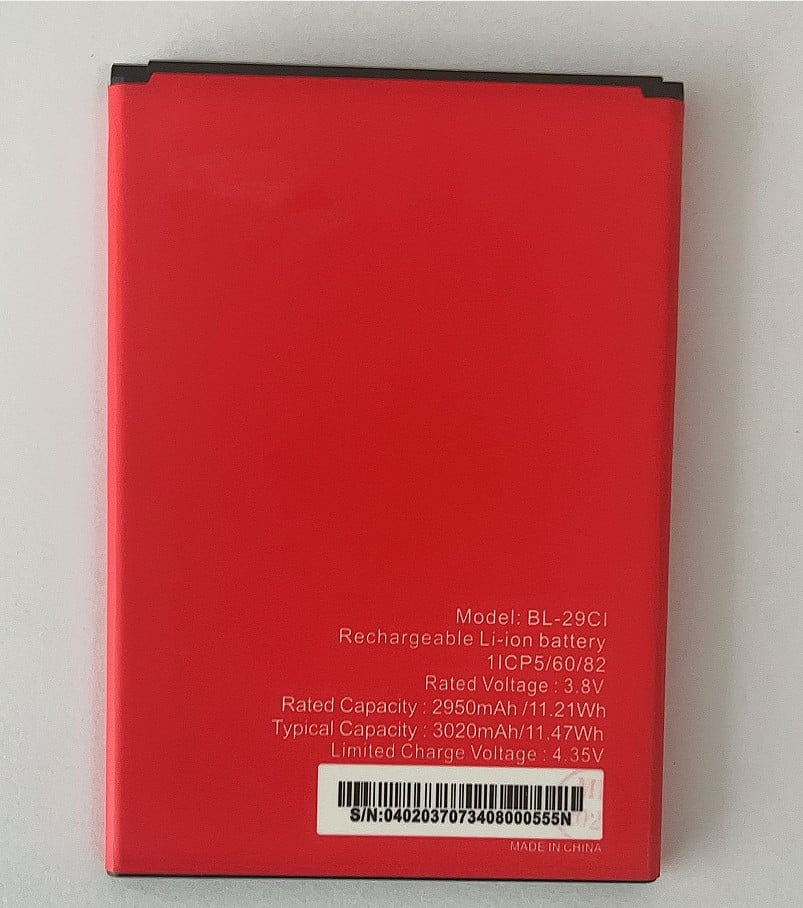 Model: BL-29CI
Rechargeable Li-ion battery
1ICP5/60/82
Rated Voltage : 3.8V
Rated Capacity : 2950mAh /11.21Wh
Typical Capacity : 3020mAh/11.47Wh
Limited Charge Voltage : 4.35V
S/N:0402037073408000555N
MADE IN CHINA